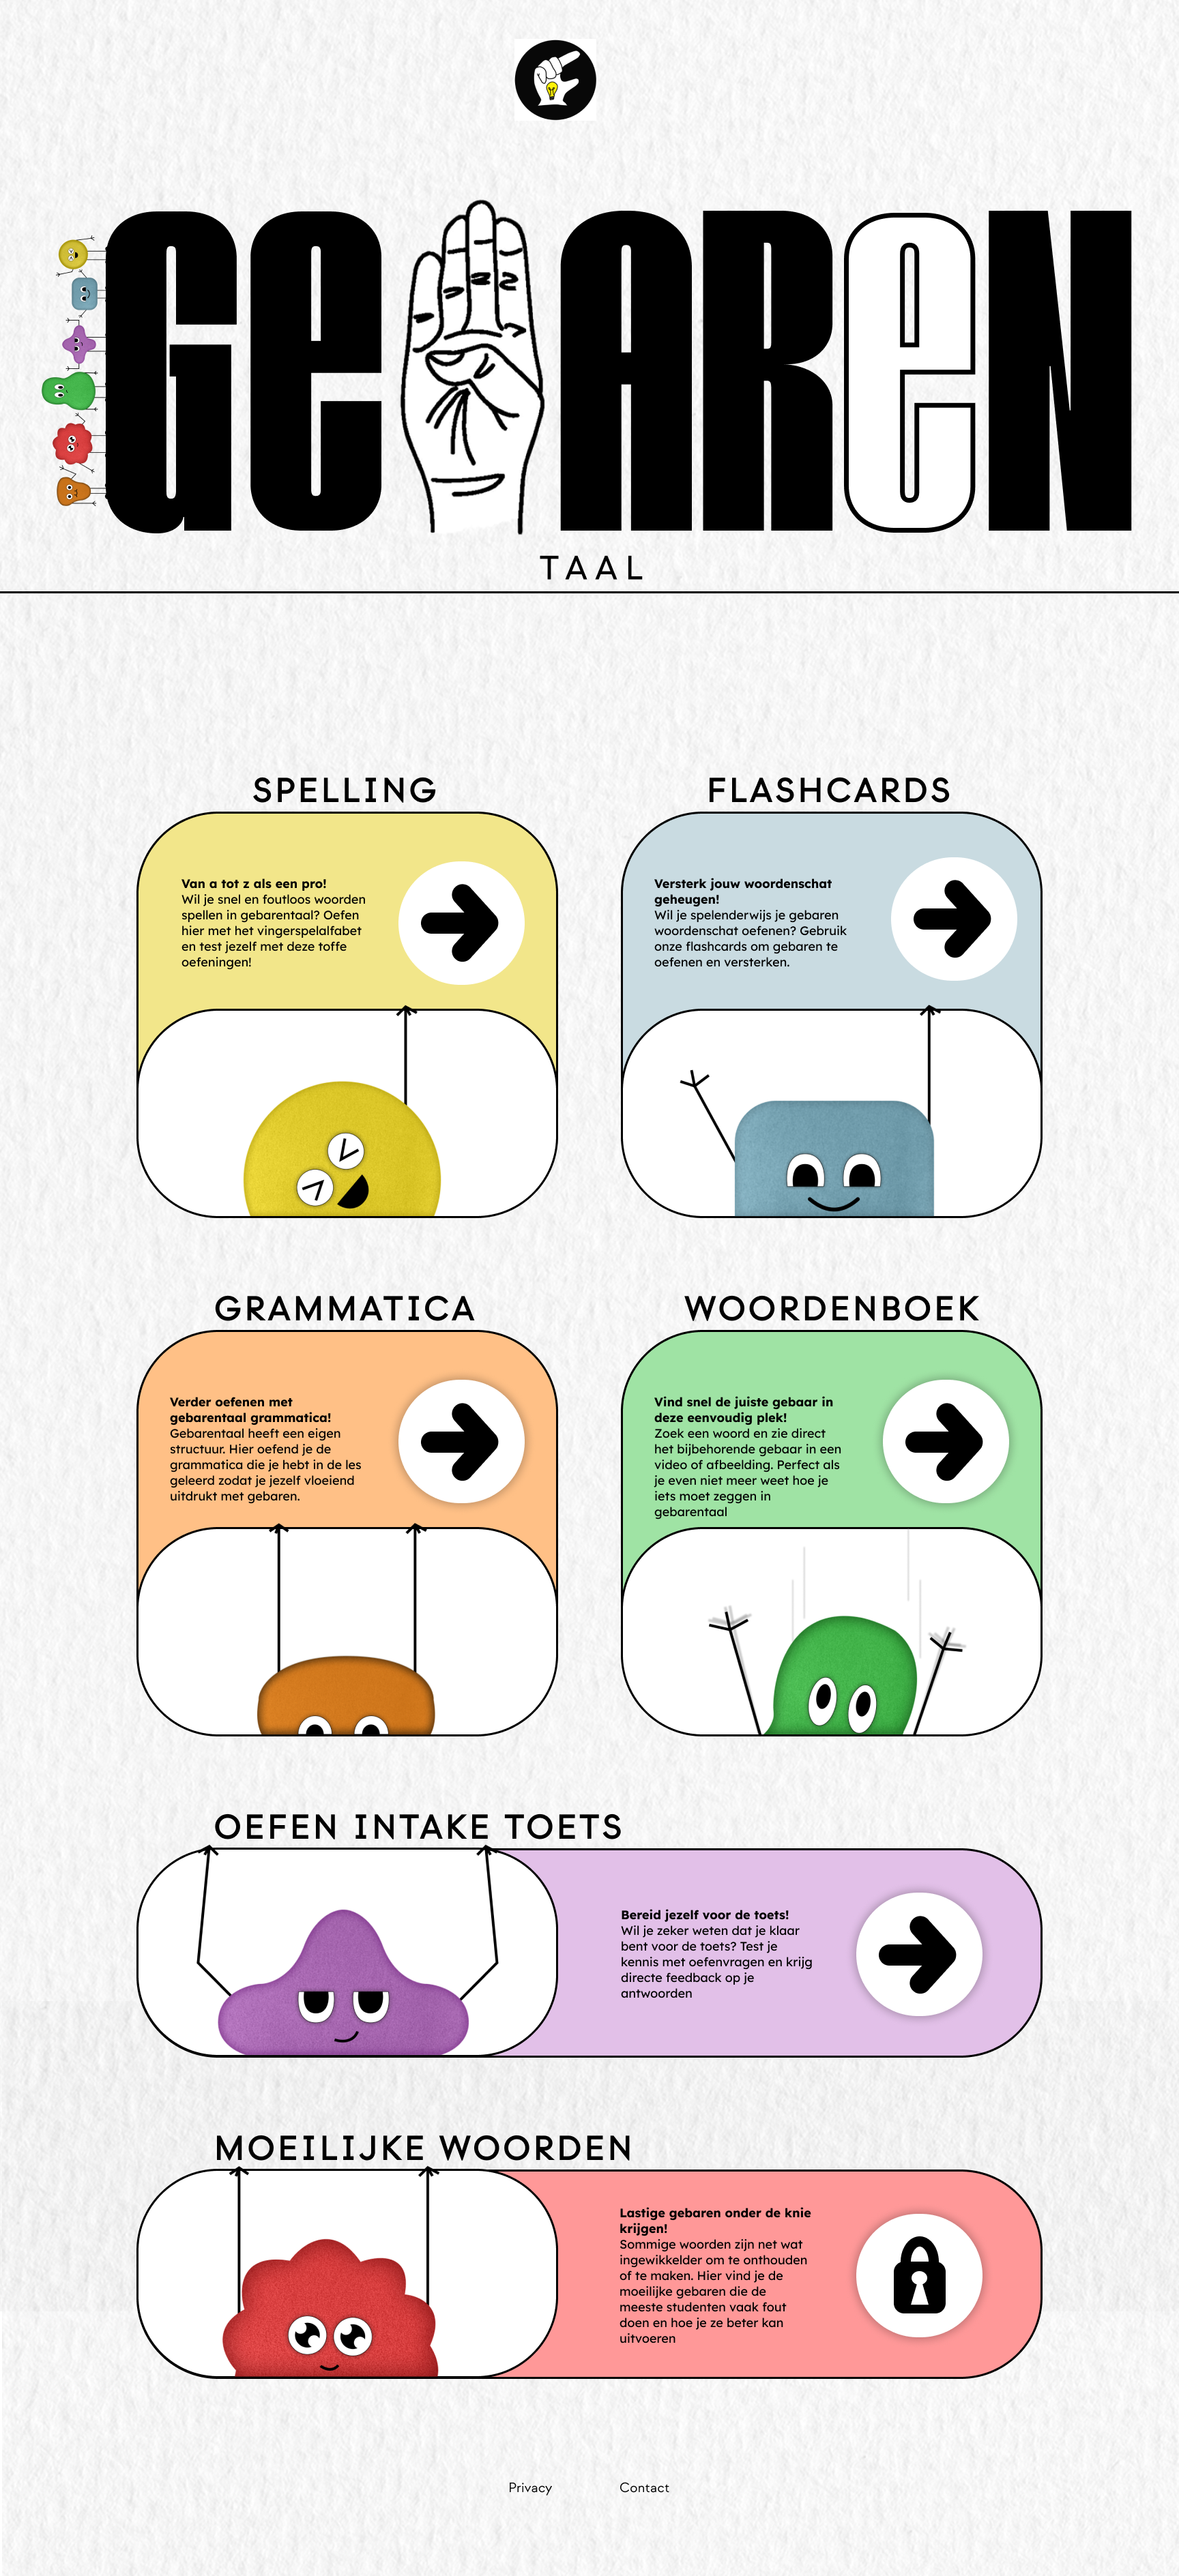 GEBAREN
TAAL
SPELLING
Van a tot z als een pro!
Wil je snel en foutloos woorden
spellen in gebarentaal? Oefen
hier met het vingerspelalfabet
en test jezelf met deze toffe
oefeningen!
FLASHCARDS
Versterk jouw woordenschat
geheugen!
Wil je spelenderwijs je gebaren
woordenschat oefenen? Gebruik
onze flashcards om gebaren te
oefenen en versterken.
GRAMMATICA
Verder oefenen met
gebarentaal grammatica!
Gebarentaal heeft een eigen
structuur. Hier oefend je de
grammatica die je hebt in de les
geleerd zodat je jezelf vloeiend
uitdrukt met gebaren.
WOORDENBOEK
Vind snel de juiste gebaar in
deze eenvoudig plek!
Zoek een woord en zie direct
het bijbehorende gebaar in een
video of afbeelding. Perfect als
je even niet meer weet hoe je
iets moet zeggen in
gebarentaal
OEFEN INTAKE TOETS
Bereid jezelf voor de toets!
Wil je zeker weten dat je klaar
bent voor de toets? Test je
kennis met oefenvragen en krijg
directe feedback op je
antwoorden
MOEILIJKE WOORDEN
Lastige gebaren onder de knie
krijgen!
Sommige woorden zijn net wat
ingewikkelder om te onthouden
of te maken. Hier vind je de
moeilijke gebaren die de
meeste studenten vaak fout
doen en hoe je ze beter kan
uitvoeren
Privacy
Contact